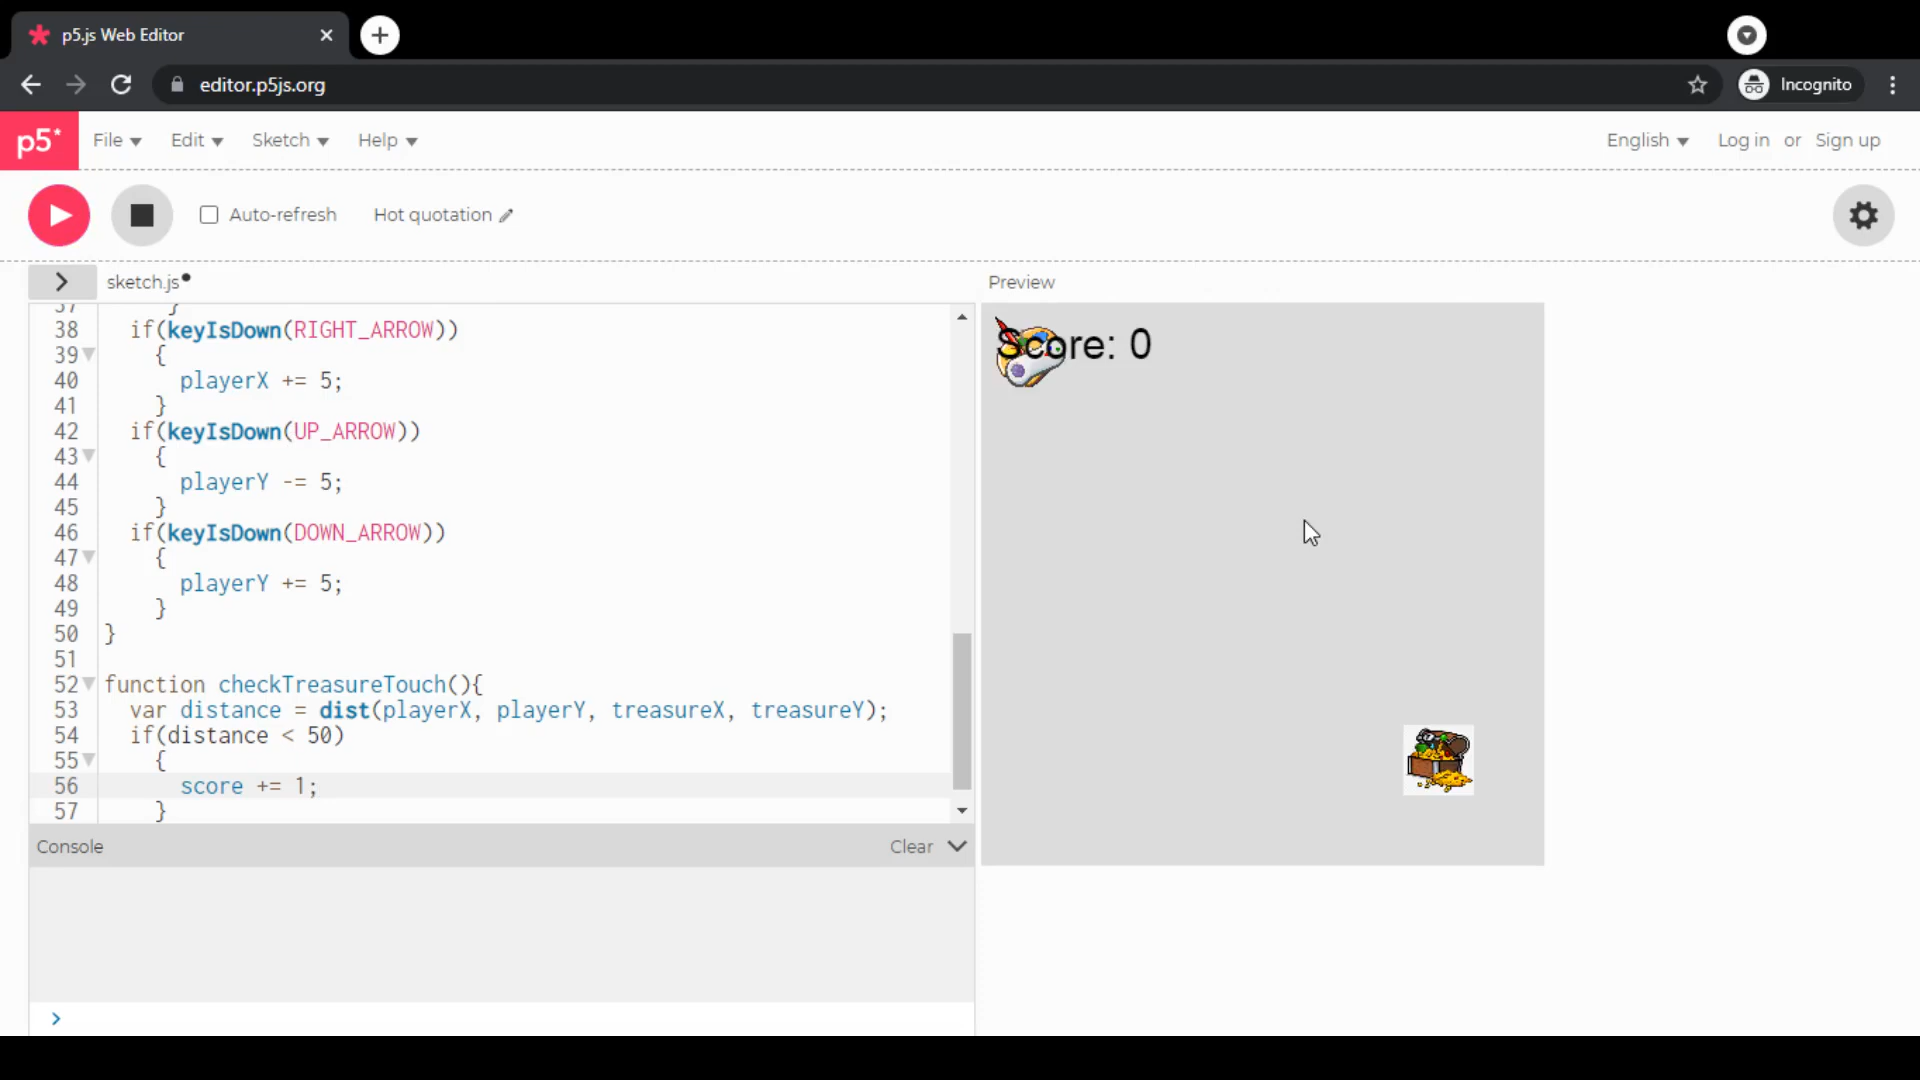 p5.js Web Editor
editor.p5js.org
Incognito
p5*
File
Edit
Sketch
Help
English
Log in or Sign up
Auto-refresh
Hot quotation
sketch.js
Preview
37 }
38 if(keyIsDown(RIGHT_ARROW))
39 {
40 playerX += 5;
41 }
42 if(keyIsDown(UP_ARROW))
43 {
44 playerY -= 5;
45 }
46 if(keyIsDown(DOWN_ARROW))
47 {
48 playerY += 5;
49 }
50 }
51
52 function checkTreasureTouch(){
53 var distance = dist(playerX, playerY, treasureX, treasureY);
54 if(distance < 50)
55 {
56 score += 1;
57 }
Score: 0
Console
Clear
>